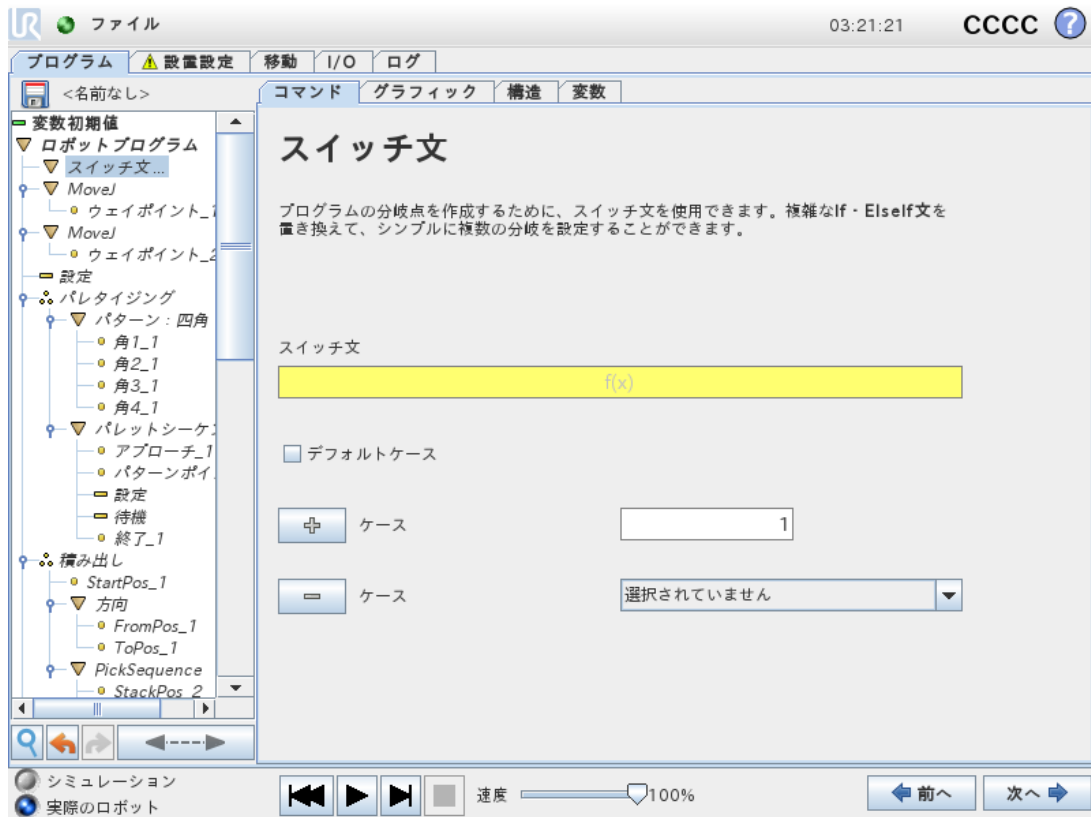 UR ファイル 03:21:21 CCCC ?
プログラム 設置設定 移動 I/O ログ
<名前なし> コマンド グラフィック 構造 変数
変数初期値
ロボットプログラム
スイッチ文...
MoveJ
ウェイポイント_1
MoveJ
ウェイポイント_2
設定
パレタイジング
パターン：四角
角1_1
角2_1
角3_1
角4_1
パレットシーケン
アプローチ_1
パターンポイ
設定
待機
終了_1
積み出し
StartPos_1
方向
FromPos_1
ToPos_1
PickSequence
StackPos_2
スイッチ文
プログラムの分岐点を作成するために、スイッチ文を使用できます。複雑なIf・ElseIf文を
置き換えて、シンプルに複数の分岐を設定することができます。
スイッチ文
f(x)
デフォルトケース
ケース 1
ケース 選択されていません
シミュレーション
実際のロボット
速度 100%
前へ 次へ